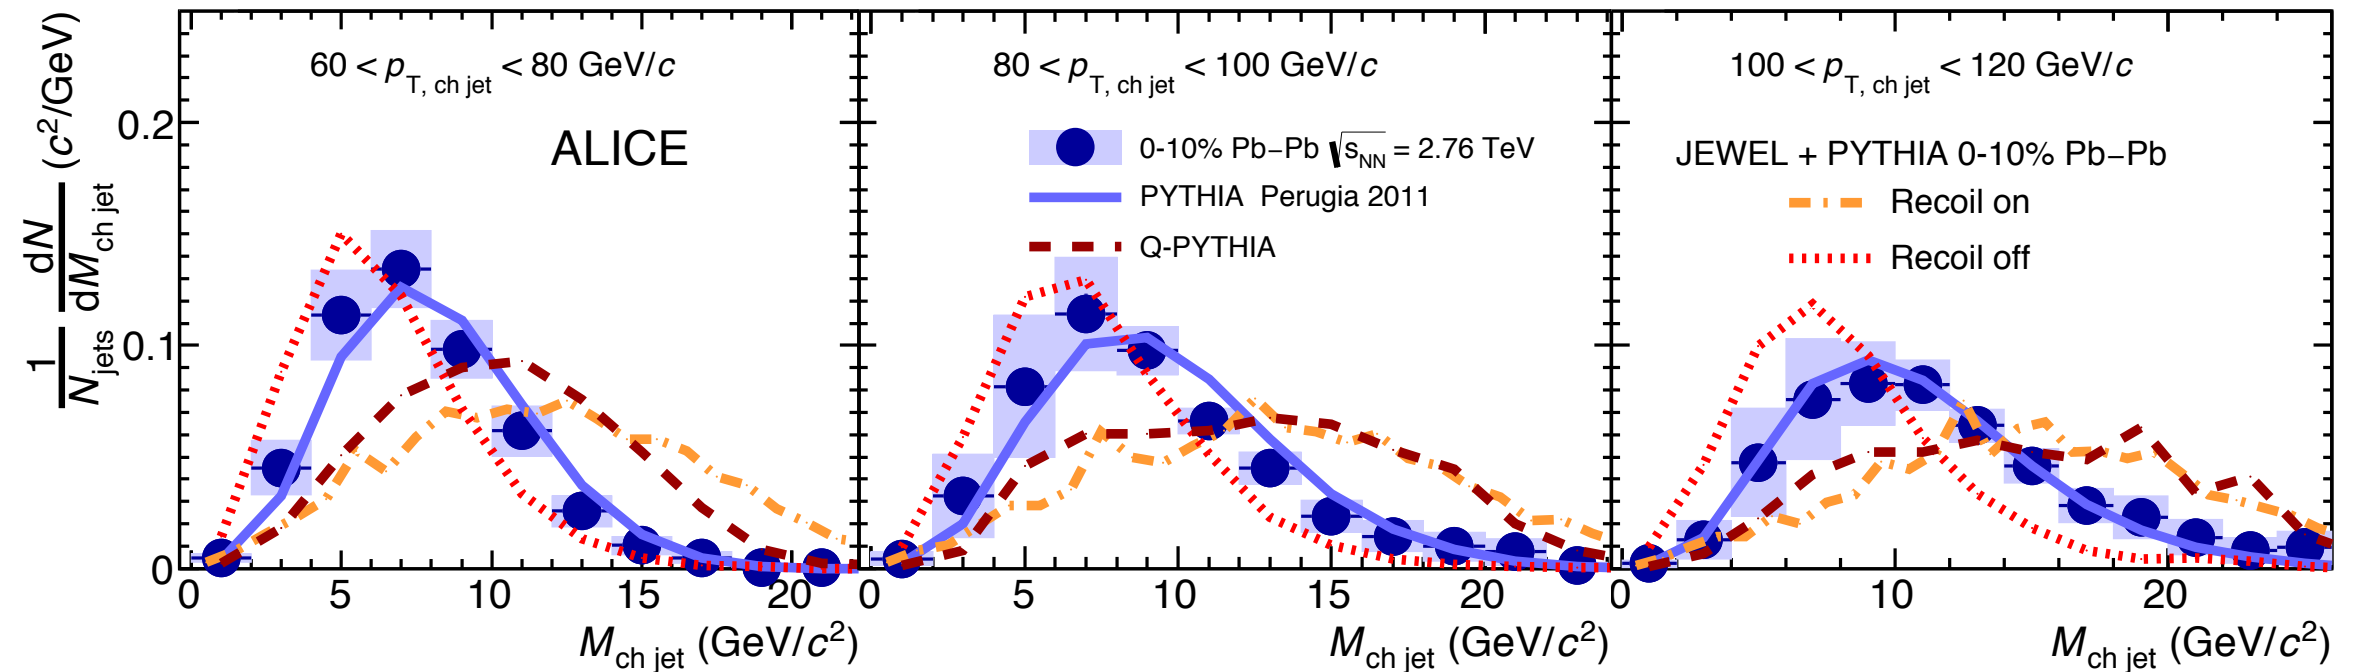 1/N_jets dN/dM_ch jet (c²/GeV)
60 < p_T, ch jet < 80 GeV/c
ALICE
80 < p_T, ch jet < 100 GeV/c
0-10% Pb−Pb √s_NN = 2.76 TeV
PYTHIA Perugia 2011
Q-PYTHIA
100 < p_T, ch jet < 120 GeV/c
JEWEL + PYTHIA 0-10% Pb−Pb
Recoil on
Recoil off
0.2
0.1
0
0 5 10 15 20
0 5 10 15 20
0 10 20
M_ch jet (GeV/c²)
M_ch jet (GeV/c²)
M_ch jet (GeV/c²)